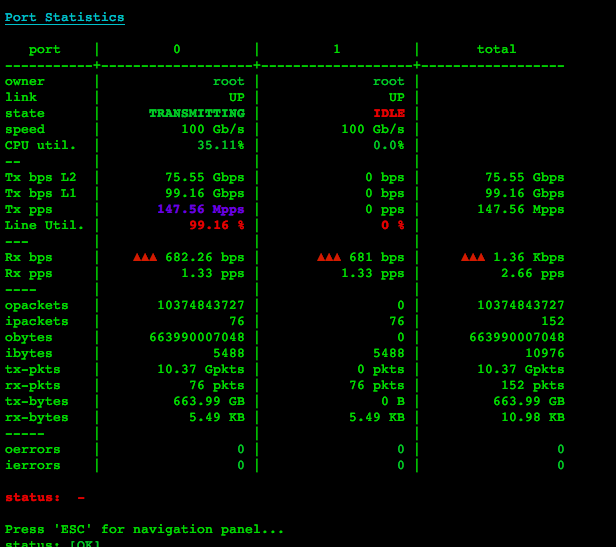 Port Statistics
port | 0 | 1 | total
-----------+-------------------+-------------------+------------------
owner | root | root |
link | UP | UP |
state | TRANSMITTING | IDLE |
speed | 100 Gb/s | 100 Gb/s |
CPU util. | 35.11% | 0.0% |
-- | | |
Tx bps L2 | 75.55 Gbps | 0 bps | 75.55 Gbps
Tx bps L1 | 99.16 Gbps | 0 bps | 99.16 Gbps
Tx pps | 147.56 Mpps | 0 pps | 147.56 Mpps
Line Util. | 99.16 % | 0 % |
--- | | |
Rx bps | ▲▲▲ 682.26 bps | ▲▲▲ 681 bps | ▲▲▲ 1.36 Kbps
Rx pps | 1.33 pps | 1.33 pps | 2.66 pps
---- | | |
opackets | 10374843727 | 0 | 10374843727
ipackets | 76 | 76 | 152
obytes | 663990007048 | 0 | 663990007048
ibytes | 5488 | 5488 | 10976
tx-pkts | 10.37 Gpkts | 0 pkts | 10.37 Gpkts
rx-pkts | 76 pkts | 76 pkts | 152 pkts
tx-bytes | 663.99 GB | 0 B | 663.99 GB
rx-bytes | 5.49 KB | 5.49 KB | 10.98 KB
----- | | |
oerrors | 0 | 0 | 0
ierrors | 0 | 0 | 0
status: -
Press 'ESC' for navigation panel...
status: [OK]